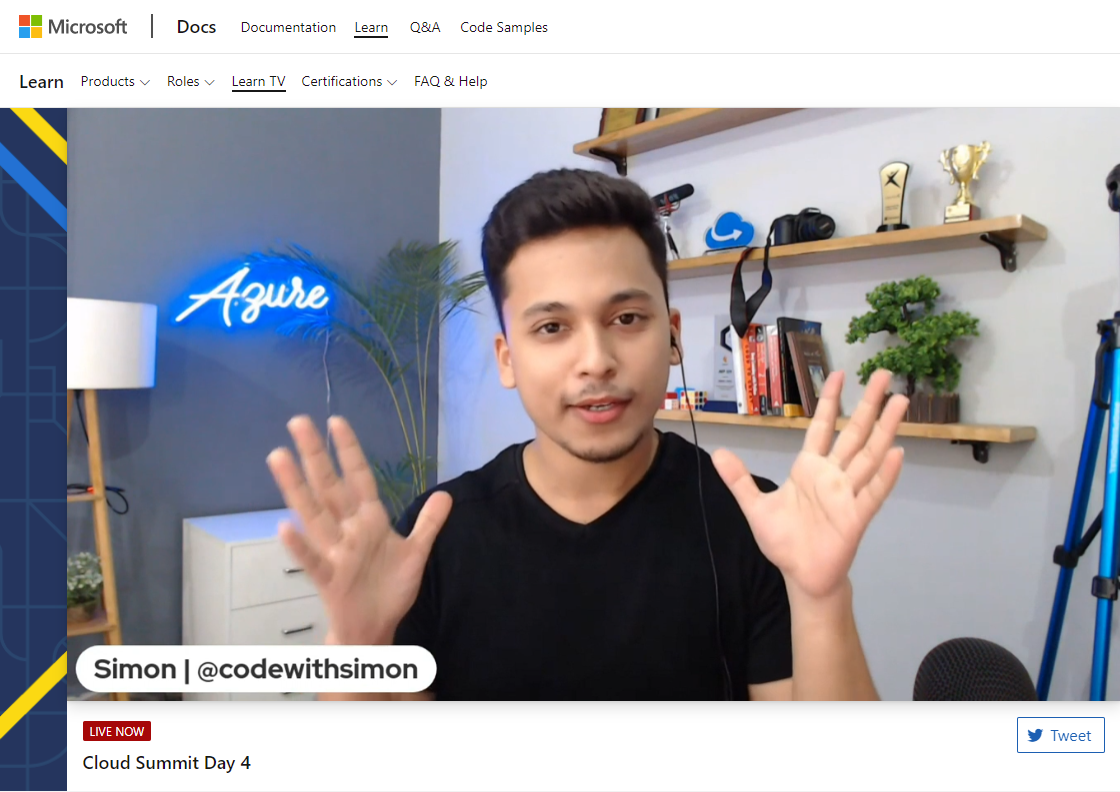 Microsoft
Docs Documentation Learn Q&A Code Samples
Learn Products Roles Learn TV Certifications FAQ & Help
Azure
Simon | @codewithsimon
LIVE NOW
Tweet
Cloud Summit Day 4